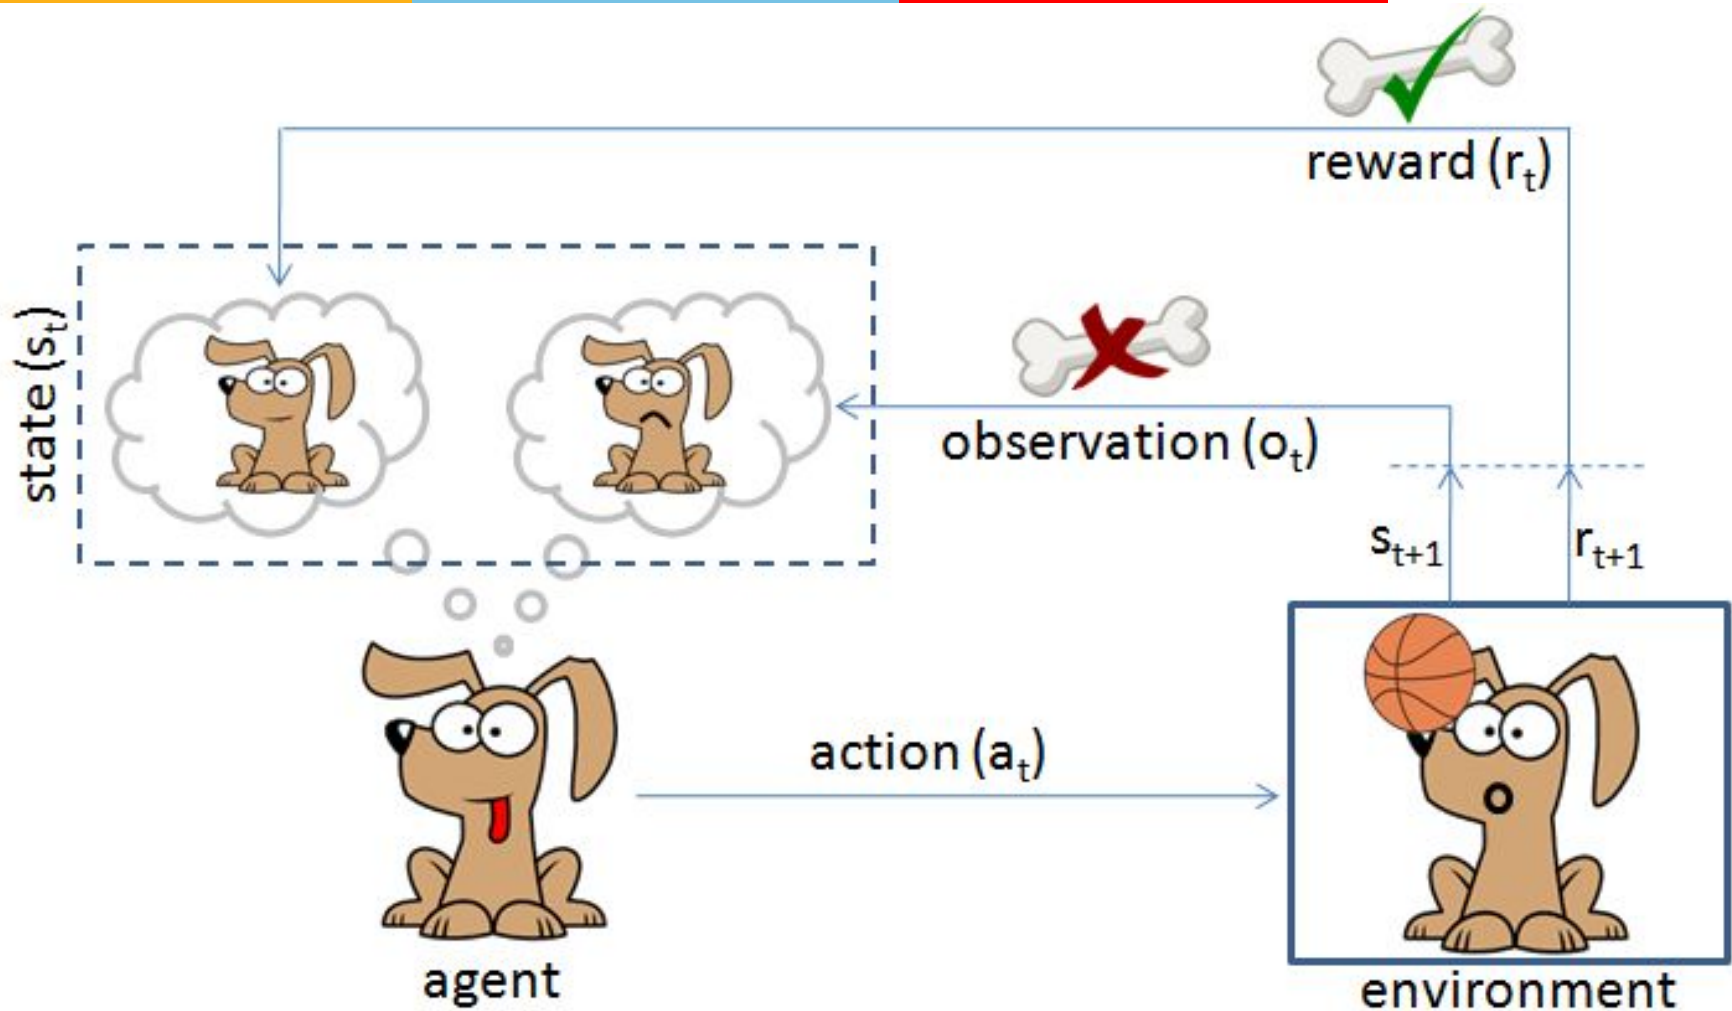 reward (rₜ)
state (sₜ)
observation (oₜ)
sₜ₊₁
rₜ₊₁
action (aₜ)
agent
environment